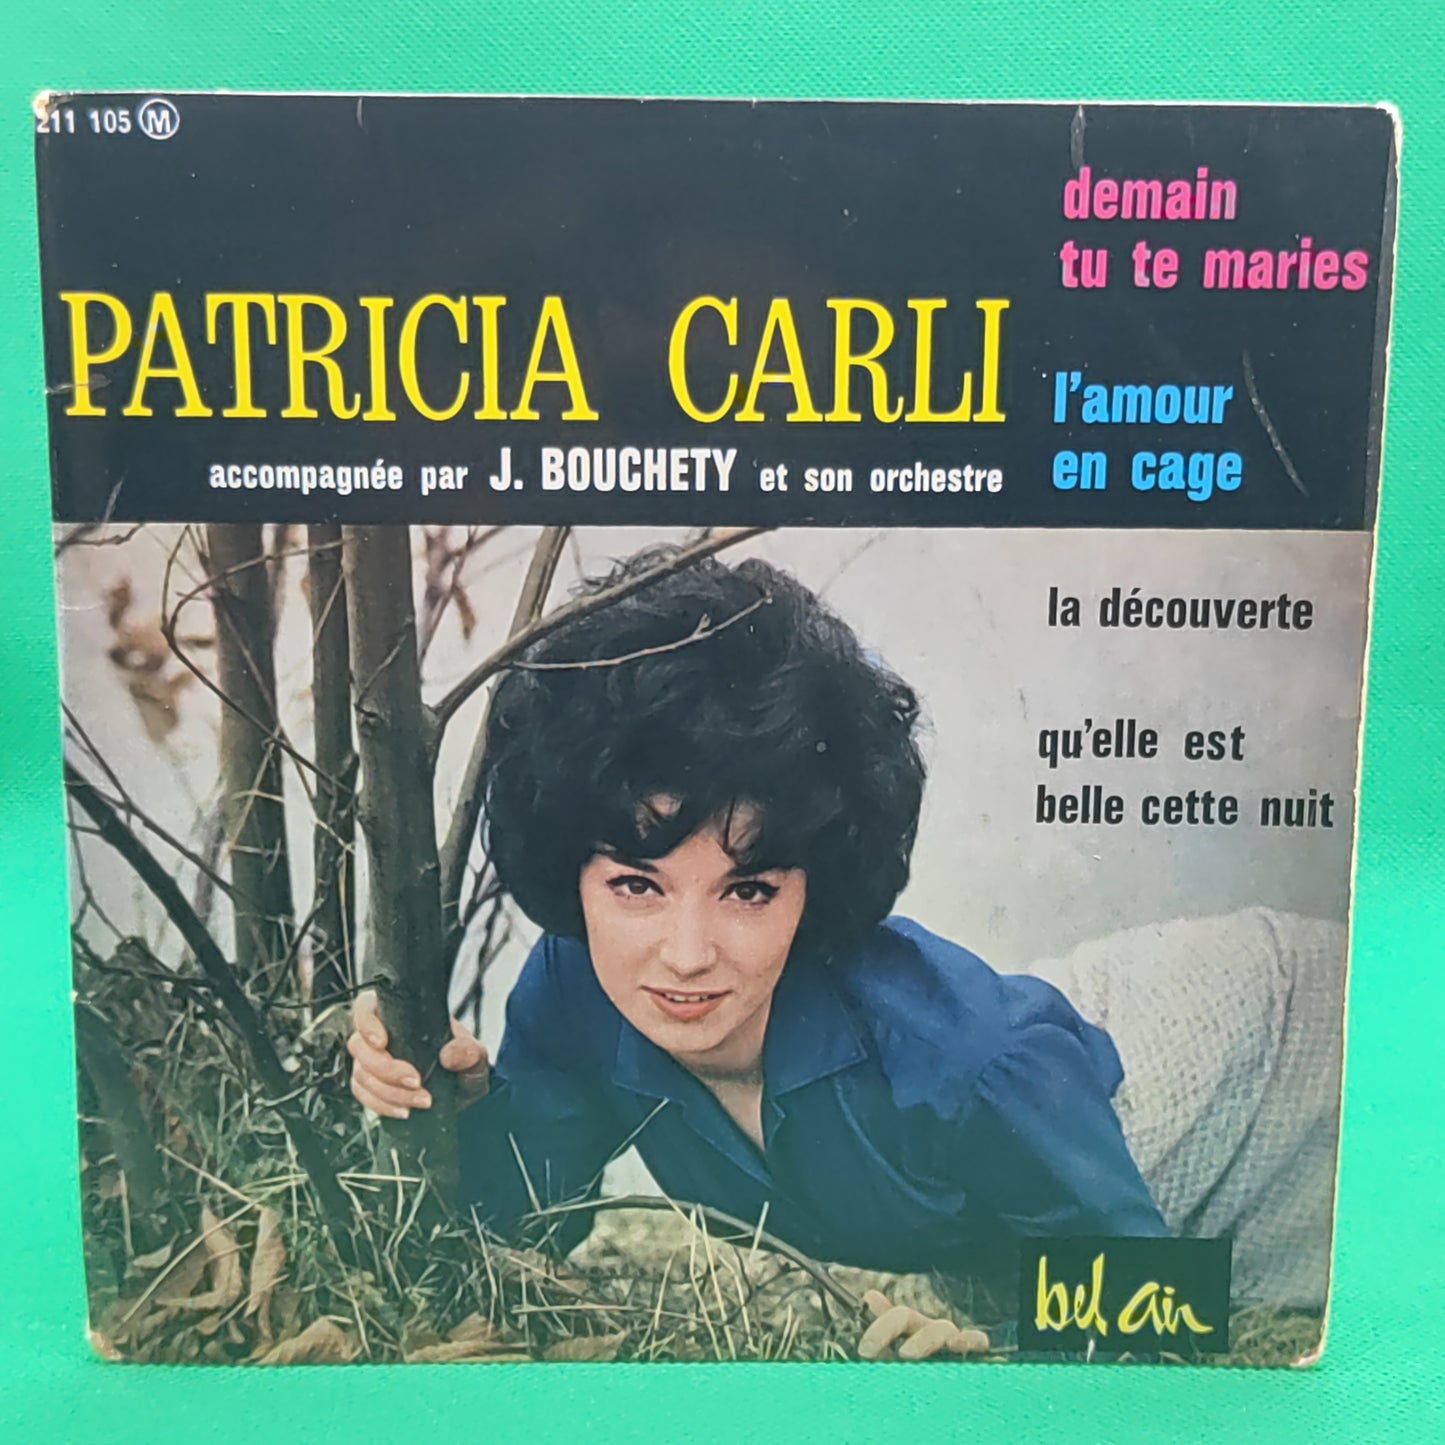 211 105 M
PATRICIA CARLI
accompagnée par J. BOUCHETY et son orchestre
demain
tu te maries
l'amour
en cage
la découverte
qu'elle est
belle cette nuit
bel air